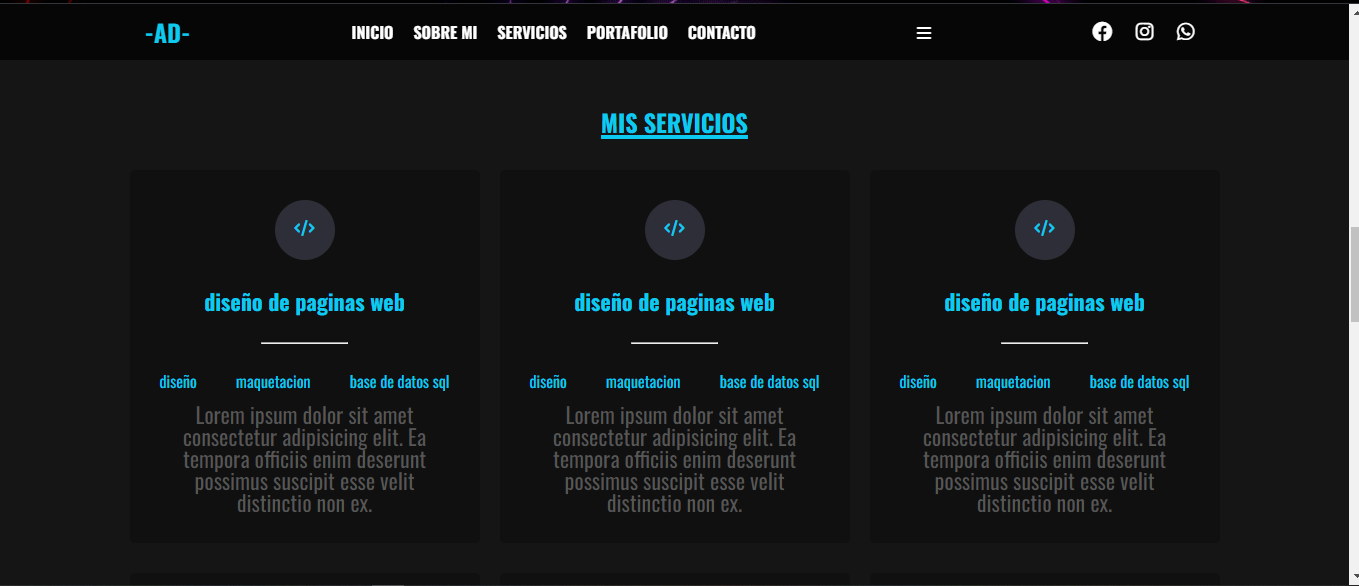 -AD-
INICIO SOBRE MI SERVICIOS PORTAFOLIO CONTACTO
MIS SERVICIOS
</>
diseño de paginas web
diseño maquetacion base de datos sql
Lorem ipsum dolor sit amet
consectetur adipisicing elit. Ea
tempora officiis enim deserunt
possimus suscipit esse velit
distinctio non ex.
</>
diseño de paginas web
diseño maquetacion base de datos sql
Lorem ipsum dolor sit amet
consectetur adipisicing elit. Ea
tempora officiis enim deserunt
possimus suscipit esse velit
distinctio non ex.
</>
diseño de paginas web
diseño maquetacion base de datos sql
Lorem ipsum dolor sit amet
consectetur adipisicing elit. Ea
tempora officiis enim deserunt
possimus suscipit esse velit
distinctio non ex.